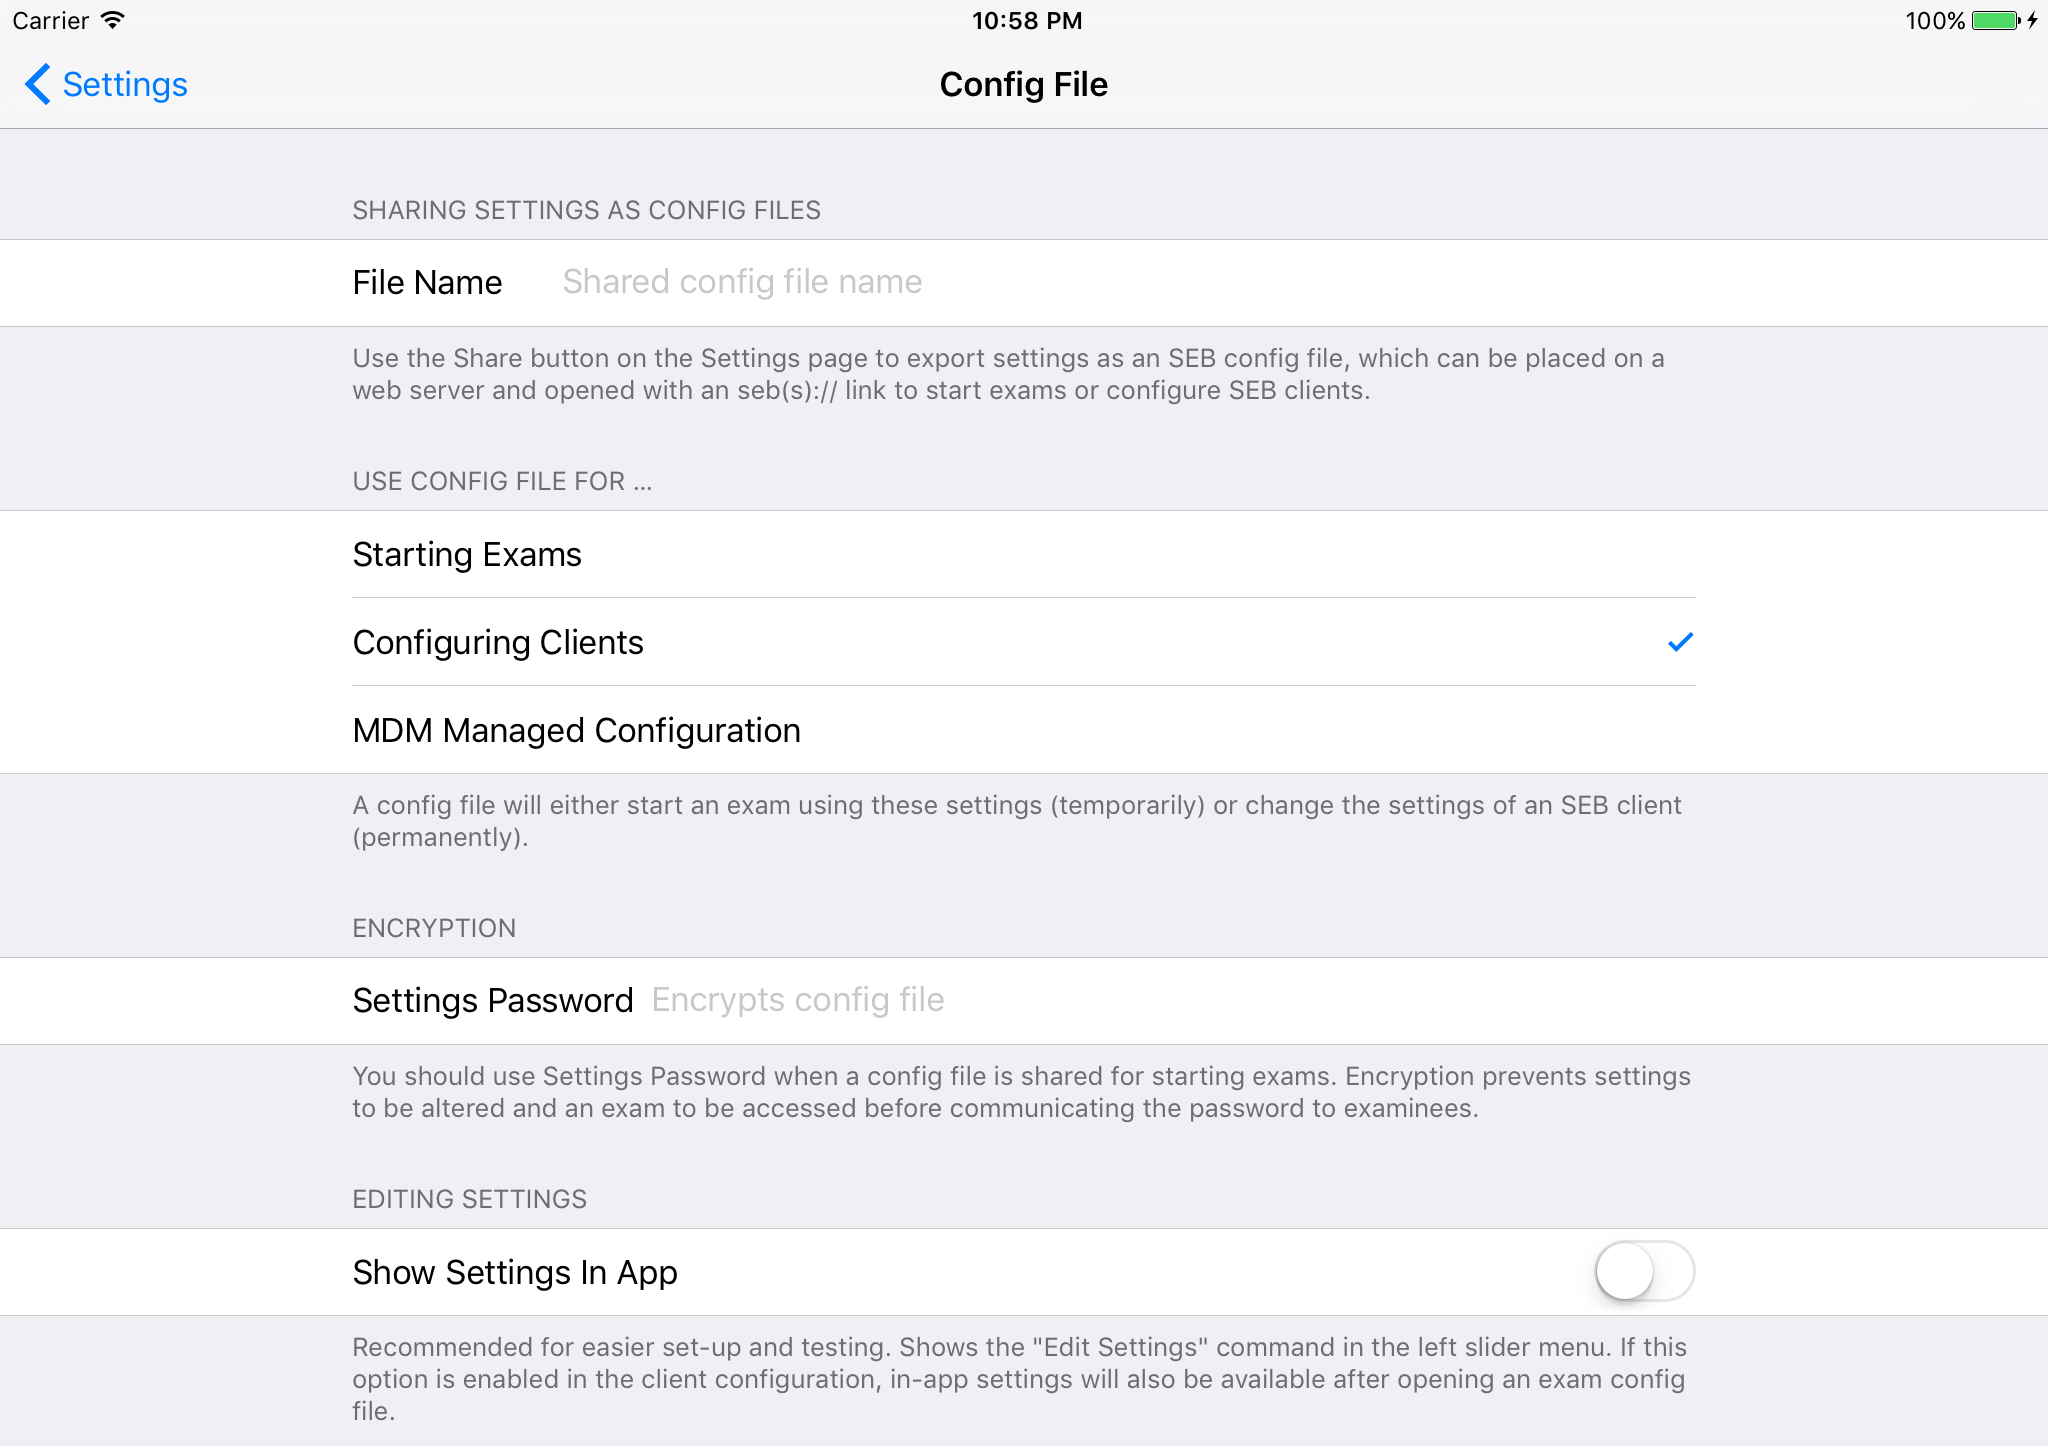 Carrier
10:58 PM
100%
Settings
Config File
SHARING SETTINGS AS CONFIG FILES
File Name
Shared config file name
Use the Share button on the Settings page to export settings as an SEB config file, which can be placed on a
web server and opened with an seb(s):// link to start exams or configure SEB clients.
USE CONFIG FILE FOR ...
Starting Exams
Configuring Clients
MDM Managed Configuration
A config file will either start an exam using these settings (temporarily) or change the settings of an SEB client
(permanently).
ENCRYPTION
Settings Password
Encrypts config file
You should use Settings Password when a config file is shared for starting exams. Encryption prevents settings
to be altered and an exam to be accessed before communicating the password to examinees.
EDITING SETTINGS
Show Settings In App
Recommended for easier set-up and testing. Shows the "Edit Settings" command in the left slider menu. If this
option is enabled in the client configuration, in-app settings will also be available after opening an exam config
file.